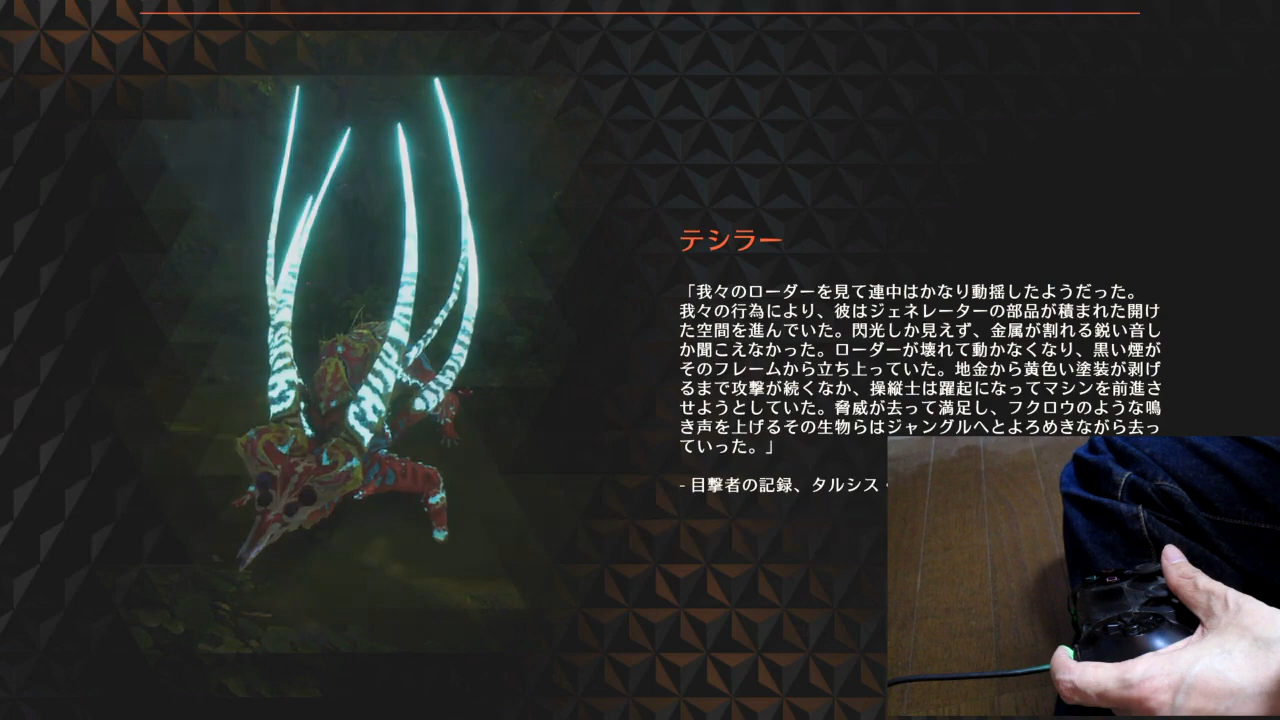 テシラー
「我々のローダーを見て連中はかなり動揺したようだった。
我々の行為により、彼はジェネレーターの部品が積まれた開け
た空間を進んでいた。閃光しか見えず、金属が割れる鋭い音し
か聞こえなかった。ローダーが壊れて動かなくなり、黒い煙が
そのフレームから立ち上っていた。地金から黄色い塗装が剥げ
るまで攻撃が続くなか、操縦士は躍起になってマシンを前進さ
せようとしていた。脅威が去って満足し、フクロウのような鳴
き声を上げるその生物らはジャングルへとよろめきながら去っ
ていった。」
- 目撃者の記録、タルシス